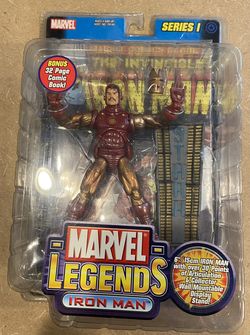 MARVEL
SERIES I
BONUS
32 Page
Comic
Book!
THE INVINCIBLE
IRON MAN
MARVEL
LEGENDS
IRON MAN
6" 15cm IRON MAN
with over 30 Points
of Articulation
& Collector
Wall Mountable
Display
Stand!